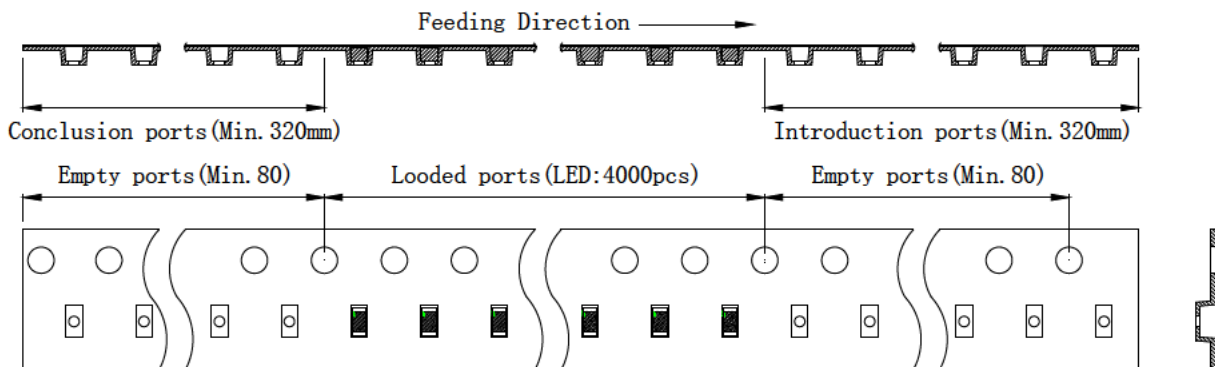 Feeding Direction
Conclusion ports(Min.320mm)
Introduction ports(Min.320mm)
Empty ports(Min.80)
Looded ports(LED:4000pcs)
Empty ports(Min.80)